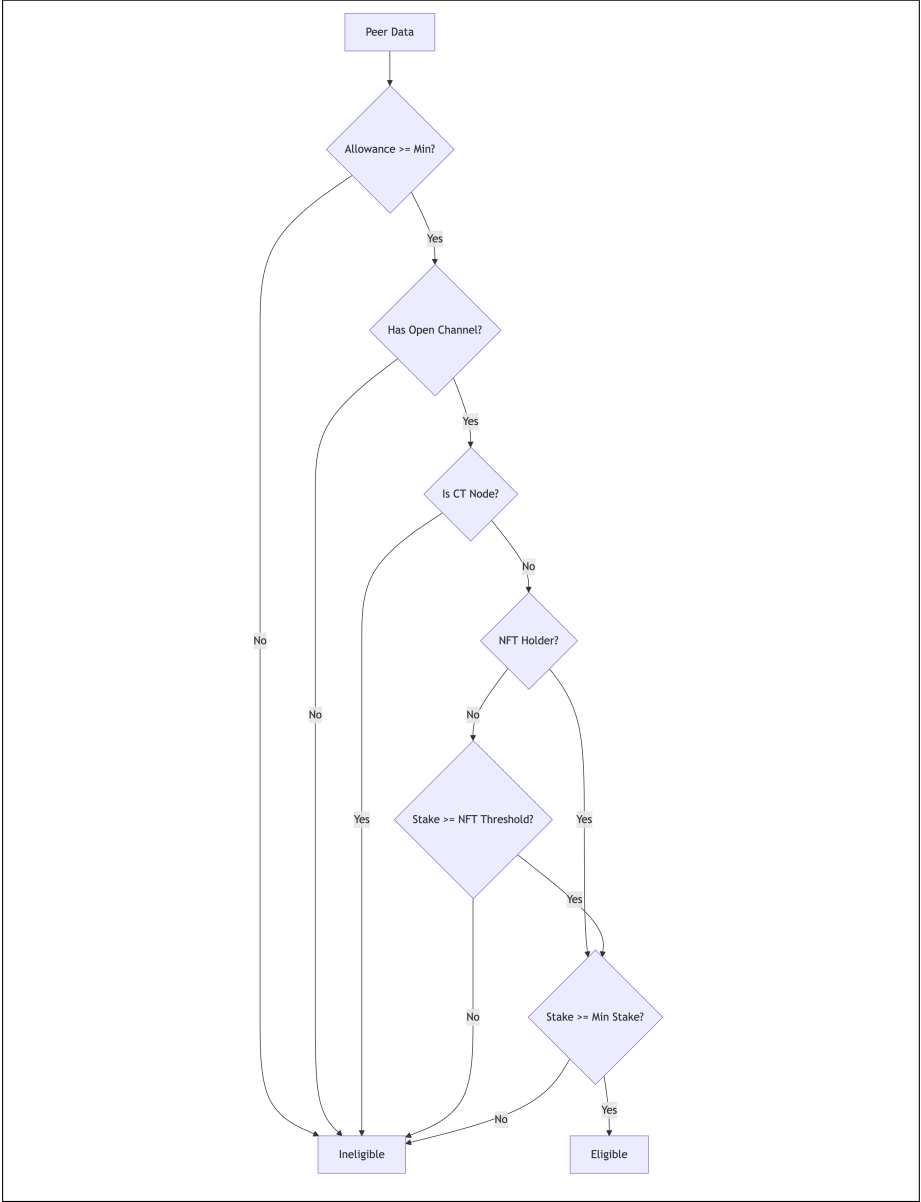 Peer Data
Allowance >= Min?
Yes
Has Open Channel?
Yes
Is CT Node?
No
NFT Holder?
No
No
No
Stake >= NFT Threshold?
Yes
Yes
Yes
Stake >= Min Stake?
No
No
Yes
Ineligible
Eligible